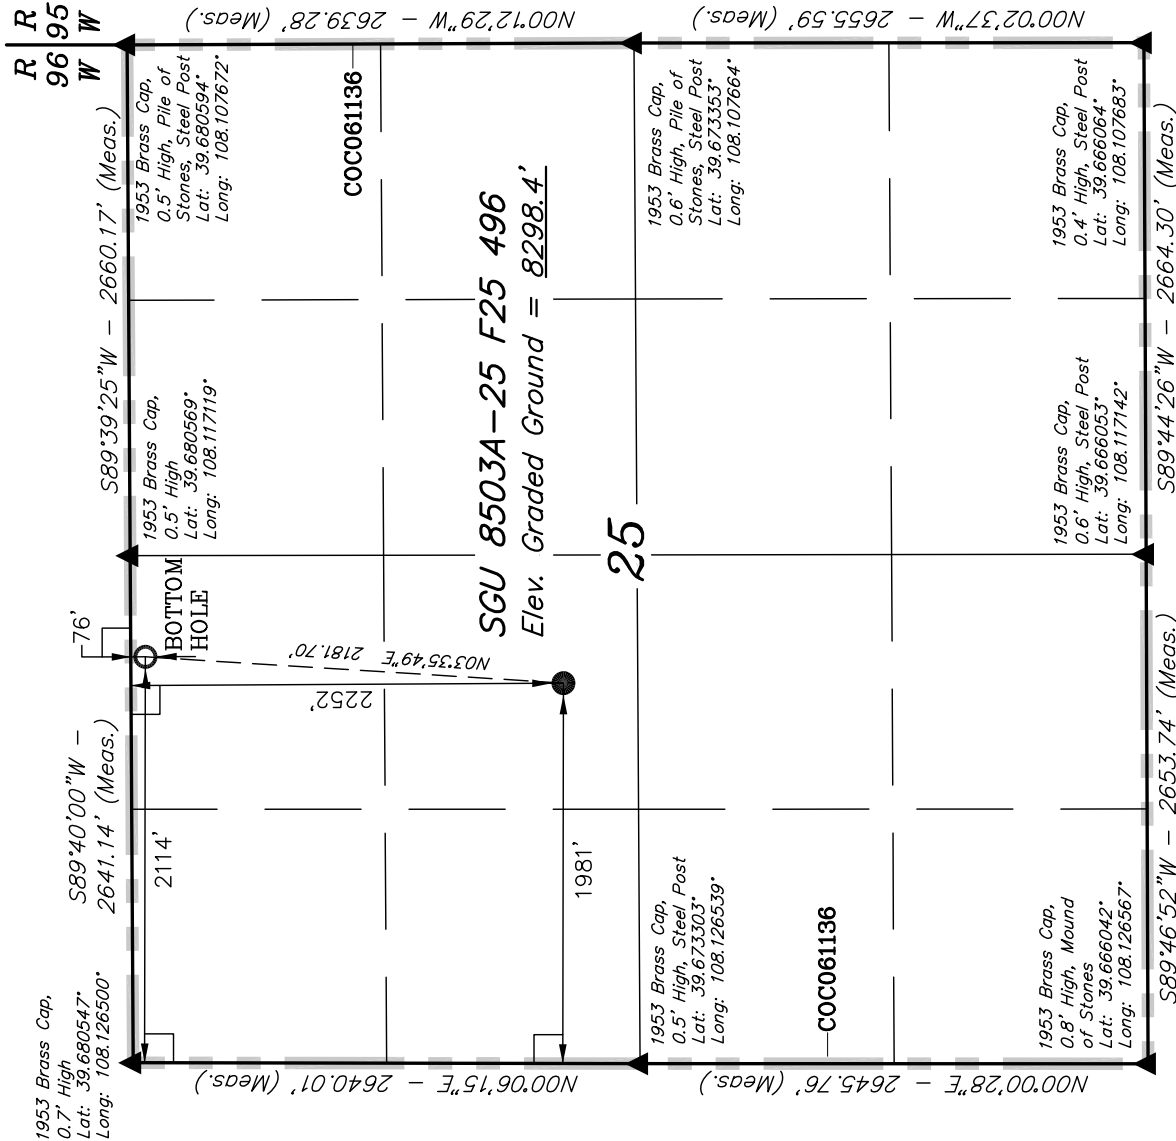 R R
96 95
W W
S89°39'25"W - 2660.17' (Meas.)
S89°40'00"W -
2641.14' (Meas.)
1953 Brass Cap,
0.7' High
Lat: 39.680547°
Long: 108.126500°
76'
BOTTOM
HOLE
1953 Brass Cap,
0.5' High
Lat: 39.680569°
Long: 108.117119°
1953 Brass Cap,
0.5' High, Pile of
Stones, Steel Post
Lat: 39.680594°
Long: 108.107672°
2114'
N03°35'49"E 2181.70'
2252'
1981'
COC061136
SGU 8503A-25 F25 496
Elev. Graded Ground = 8298.4'
25
N00°06'15"E - 2640.01' (Meas.)
N00°12'29"W - 2639.28' (Meas.)
1953 Brass Cap,
0.5' High, Steel Post
Lat: 39.673303°
Long: 108.126539°
1953 Brass Cap,
0.6' High, Pile of
Stones, Steel Post
Lat: 39.673353°
Long: 108.107664°
COC061136
N00°00'28"E - 2645.76' (Meas.)
N00°02'37"W - 2655.59' (Meas.)
1953 Brass Cap,
0.8' High, Mound
of Stones
Lat: 39.666042°
Long: 108.126567°
1953 Brass Cap,
0.6' High, Steel Post
Lat: 39.666053°
Long: 108.117142°
1953 Brass Cap,
0.4' High, Steel Post
Lat: 39.666064°
Long: 108.107683°
S89°46'52"W - 2653.74' (Meas.)
S89°44'26"W - 2664.30' (Meas.)